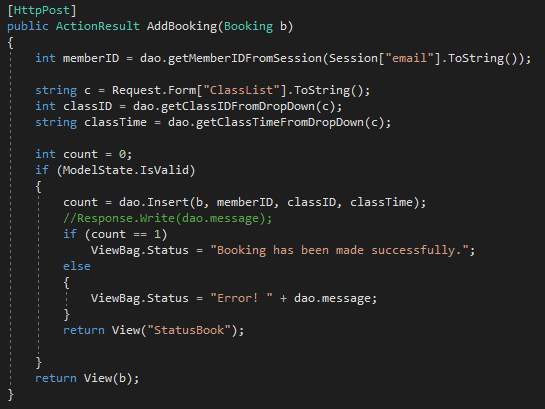 [HttpPost]
public ActionResult AddBooking(Booking b)
{
    int memberID = dao.getMemberIDFromSession(Session["email"].ToString());

    string c = Request.Form["ClassList"].ToString();
    int classID = dao.getClassIDFromDropDown(c);
    string classTime = dao.getClassTimeFromDropDown(c);

    int count = 0;
    if (ModelState.IsValid)
    {
        count = dao.Insert(b, memberID, classID, classTime);
        //Response.Write(dao.message);
        if (count == 1)
            ViewBag.Status = "Booking has been made successfully.";
        else
        {
            ViewBag.Status = "Error! " + dao.message;
        }
        return View("StatusBook");

    }
    return View(b);
}